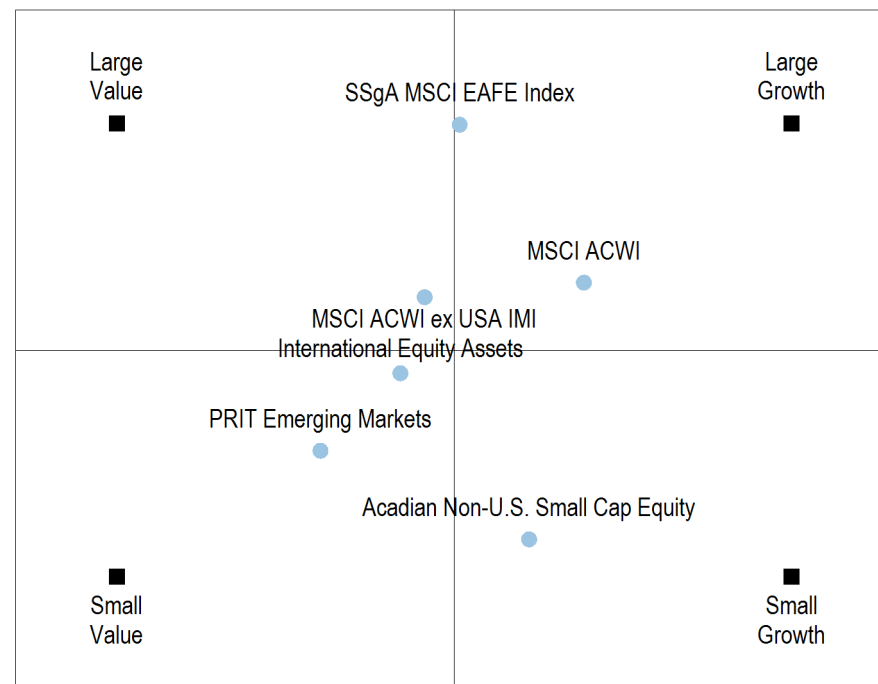 Large
Value
Large
Growth
SSgA MSCI EAFE Index
MSCI ACWI
MSCI ACWI ex USA IMI
International Equity Assets
PRIT Emerging Markets
Acadian Non-U.S. Small Cap Equity
Small
Value
Small
Growth